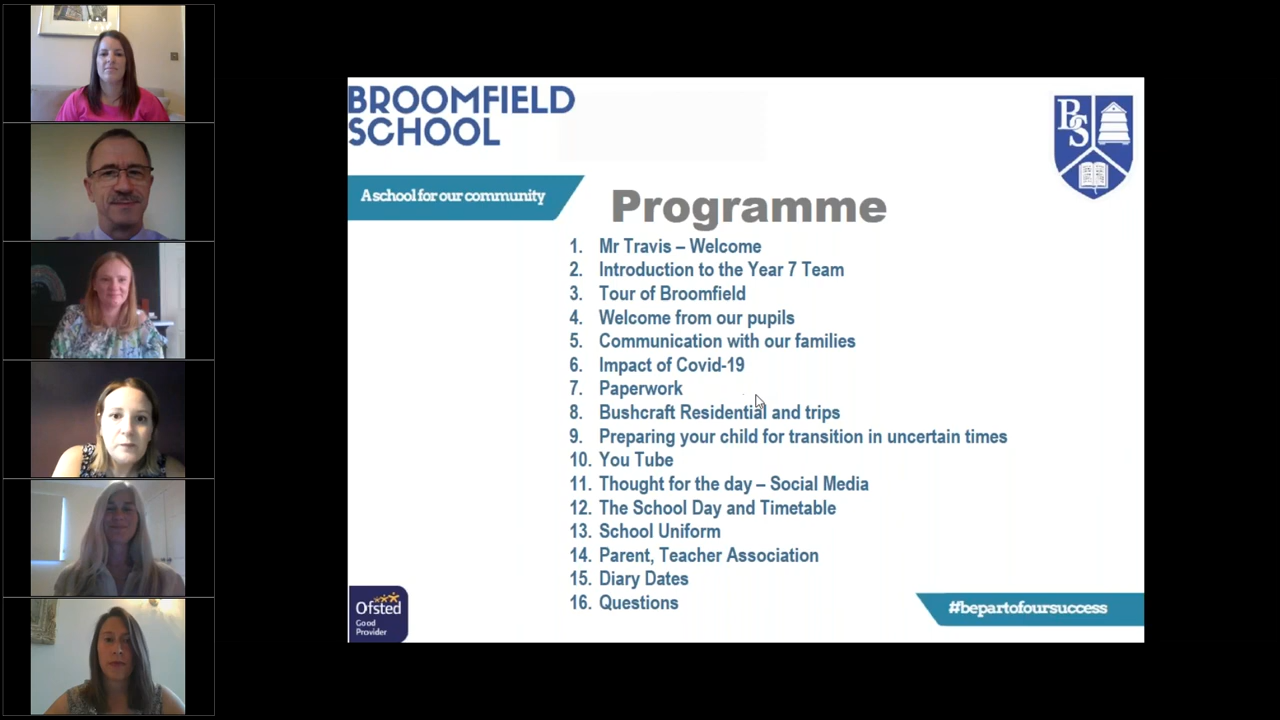 BROOMFIELD
SCHOOL
BS
A school for our community
Programme
1. Mr Travis – Welcome
2. Introduction to the Year 7 Team
3. Tour of Broomfield
4. Welcome from our pupils
5. Communication with our families
6. Impact of Covid-19
7. Paperwork
8. Bushcraft Residential and trips
9. Preparing your child for transition in uncertain times
10. You Tube
11. Thought for the day – Social Media
12. The School Day and Timetable
13. School Uniform
14. Parent, Teacher Association
15. Diary Dates
16. Questions
Ofsted
Good
Provider
#bepartofoursuccess